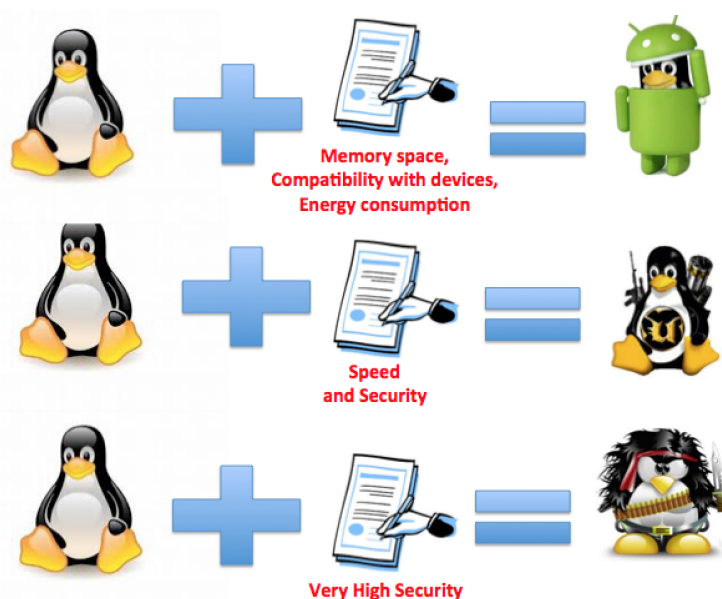 Memory space,
Compatibility with devices,
Energy consumption
Speed
and Security
Very High Security